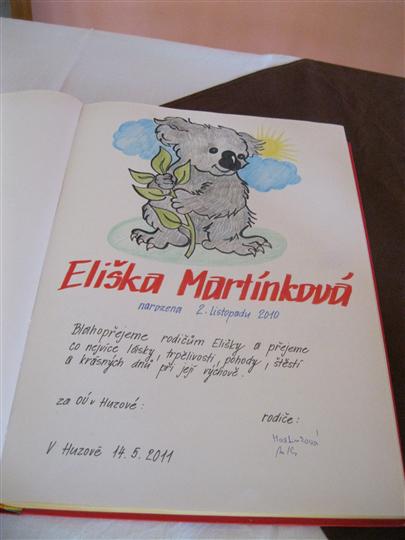 Eliška Martínková
narozena 2. listopadu 2010
Blahopřejeme rodičům Elišky a přejeme
co nejvíce lásky, trpělivosti, pohody, štěstí
a krásných dnů při její výchově.
za OÚ v Huzové:
rodiče:
V Huzové 14. 5. 2011